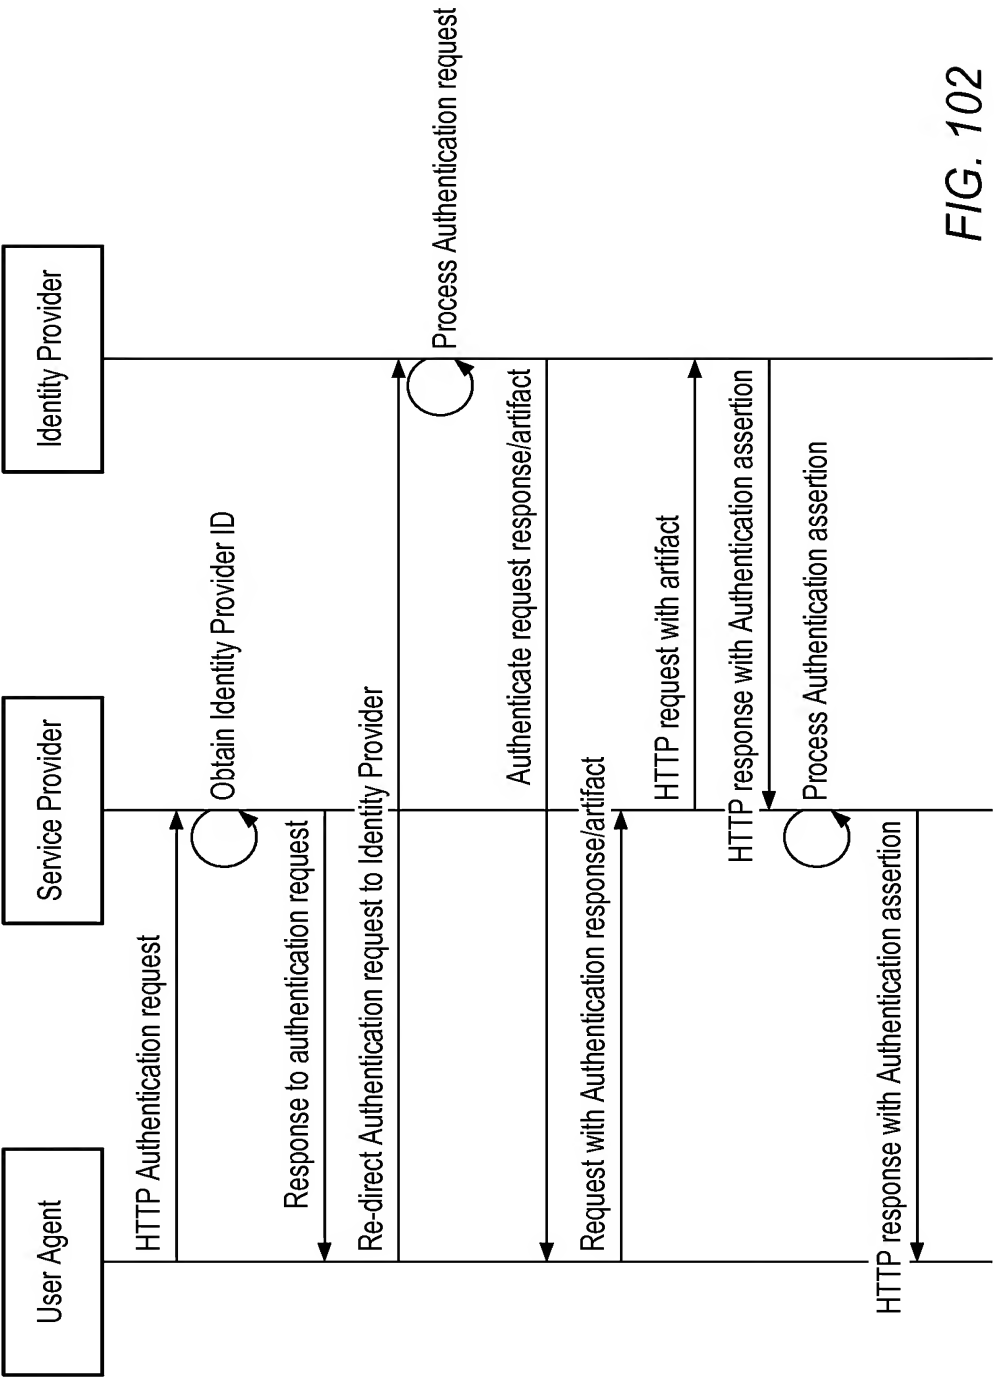 User Agent
Service Provider
Identity Provider
HTTP Authentication request
Obtain Identity Provider ID
Response to authentication request
Re-direct Authentication request to Identity Provider
Process Authentication request
Authenticate request response/artifact
Request with Authentication response/artifact
HTTP request with artifact
HTTP response with Authentication assertion
Process Authentication assertion
HTTP response with Authentication assertion
FIG. 102